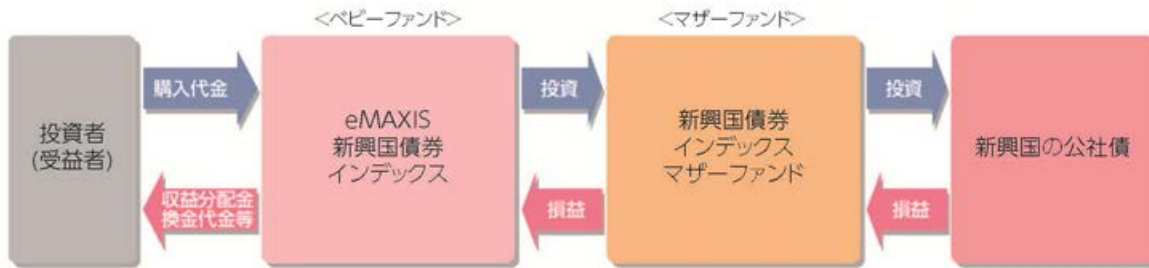 <ベビーファンド>
<マザーファンド>
投資者
(受益者)
購入代金
収益分配金
換金代金等
eMAXIS
新興国債券
インデックス
投資
損益
新興国債券
インデックス
マザーファンド
投資
損益
新興国の公社債